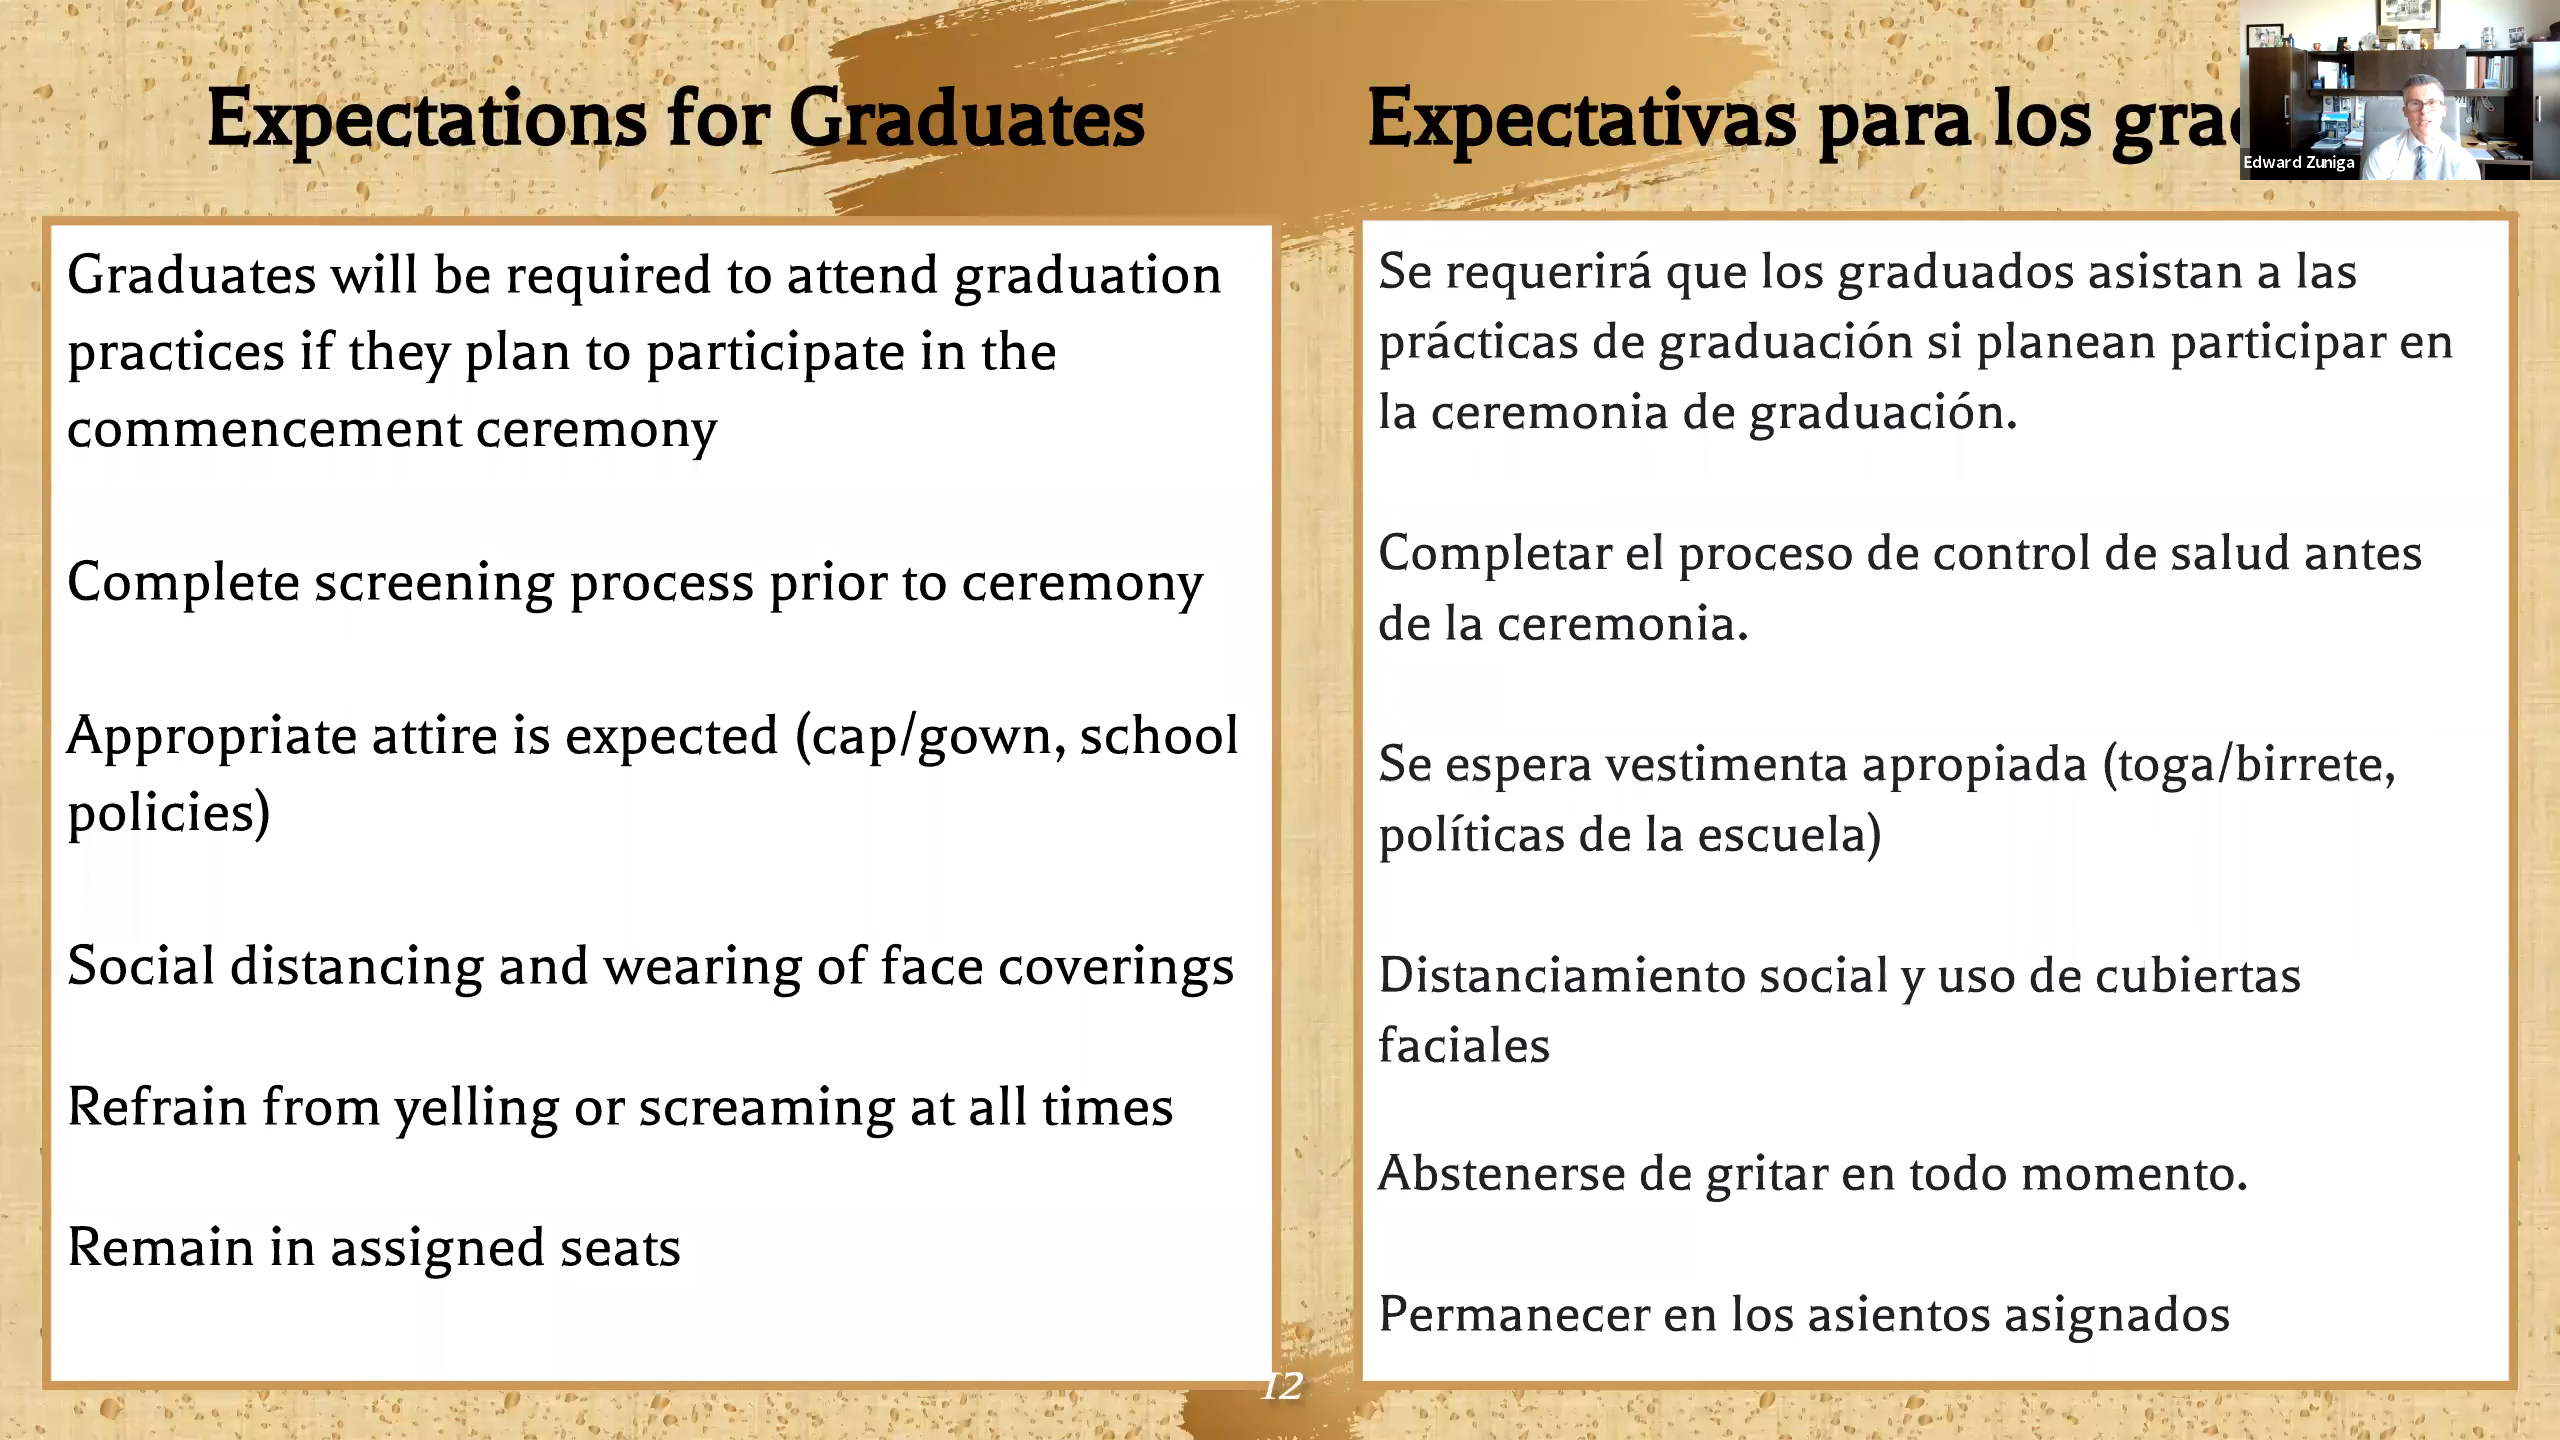 Expectations for Graduates
Graduates will be required to attend graduation
practices if they plan to participate in the
commencement ceremony
Complete screening process prior to ceremony
Appropriate attire is expected (cap/gown, school
policies)
Social distancing and wearing of face coverings
Refrain from yelling or screaming at all times
Remain in assigned seats
Expectativas para los
Edward Zuniga
Se requerirá que los graduados asistan a las
prácticas de graduación si planean participar en
la ceremonia de graduación.
Completar el proceso de control de salud antes
de la ceremonia.
Se espera vestimenta apropiada (toga/birrete,
políticas de la escuela)
Distanciamiento social y uso de cubiertas
faciales
Abstenerse de gritar en todo momento.
Permanecer en los asientos asignados
12